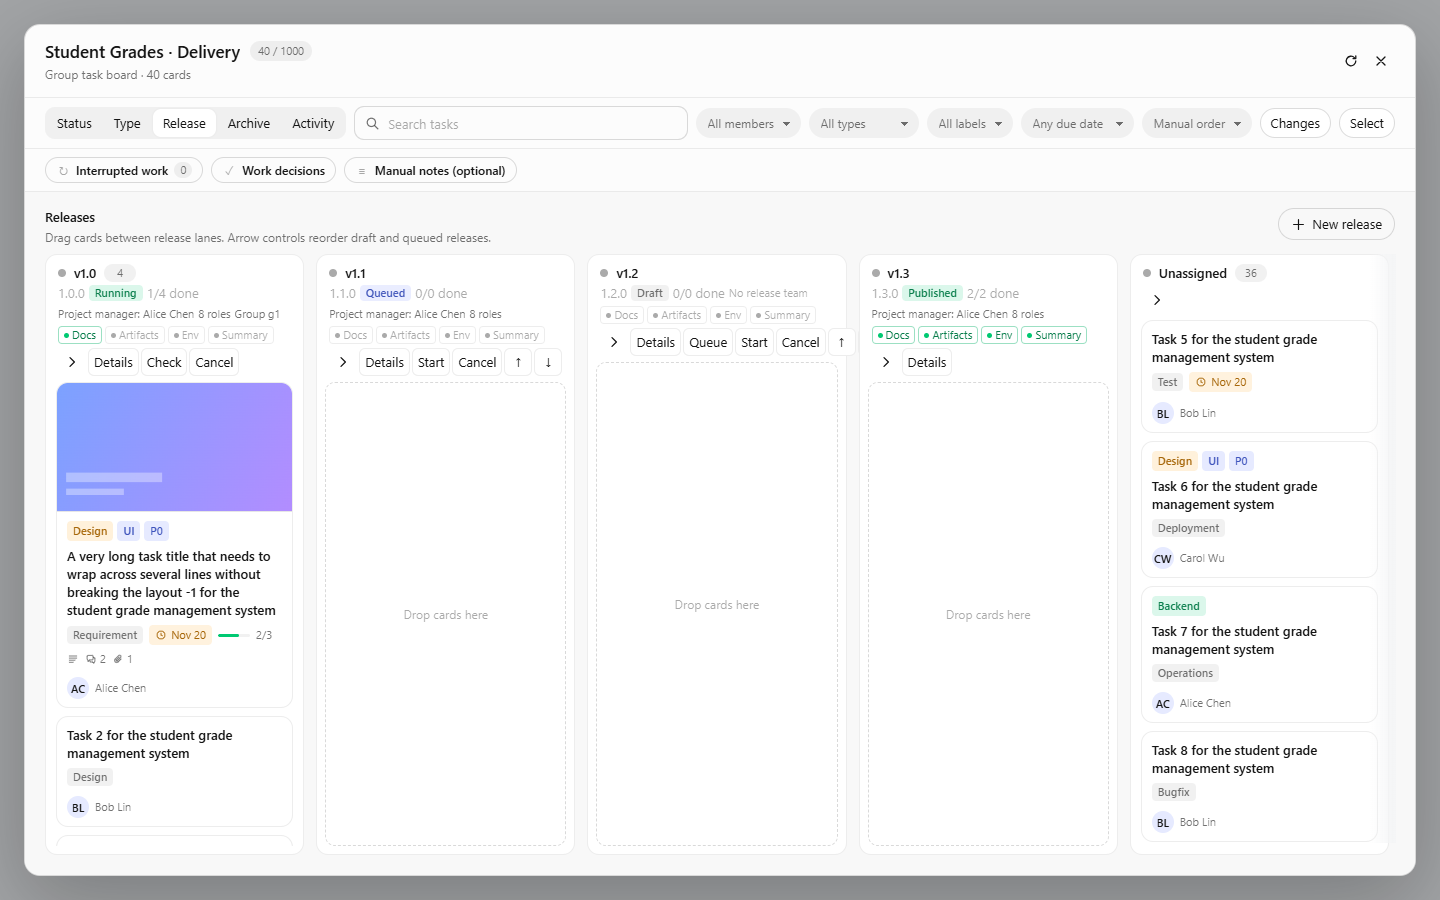 Student Grades · Delivery 40 / 1000
Group task board · 40 cards
Status Type Release Archive Activity Search tasks All members All types All labels Any due date Manual order Changes Select
Interrupted work 0 Work decisions Manual notes (optional)
Releases
Drag cards between release lanes. Arrow controls reorder draft and queued releases.
New release
v1.0 4
1.0.0 Running 1/4 done
Project manager: Alice Chen 8 roles Group g1
Docs Artifacts Env Summary
Details Check Cancel
Design UI P0
A very long task title that needs to
wrap across several lines without
breaking the layout -1 for the
student grade management system
Requirement Nov 20 2/3
2 1
AC Alice Chen
Task 2 for the student grade
management system
Design
BL Bob Lin
v1.1
1.1.0 Queued 0/0 done
Project manager: Alice Chen 8 roles
Docs Artifacts Env Summary
Details Start Cancel ↑ ↓
Drop cards here
v1.2
1.2.0 Draft 0/0 done No release team
Docs Artifacts Env Summary
Details Queue Start Cancel ↑
Drop cards here
v1.3
1.3.0 Published 2/2 done
Project manager: Alice Chen 8 roles
Docs Artifacts Env Summary
Details
Drop cards here
Unassigned 36
Task 5 for the student grade
management system
Test Nov 20
BL Bob Lin
Design UI P0
Task 6 for the student grade
management system
Deployment
CW Carol Wu
Backend
Task 7 for the student grade
management system
Operations
AC Alice Chen
Task 8 for the student grade
management system
Bugfix
BL Bob Lin